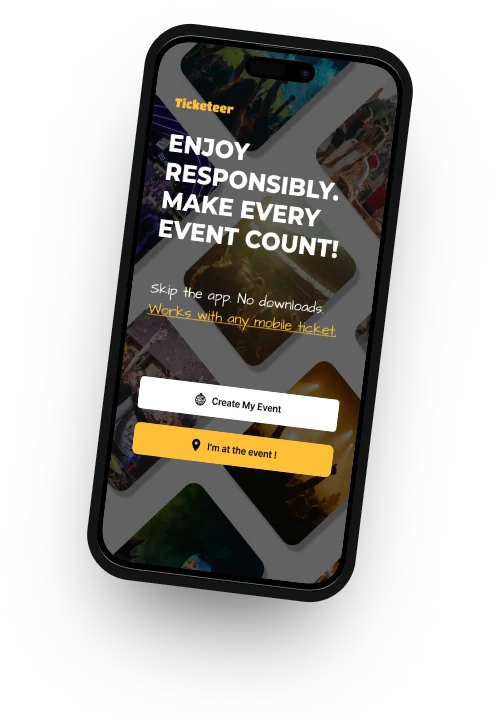 Ticketeer
ENJOY
RESPONSIBLY.
MAKE EVERY
EVENT COUNT!
Skip the app. No downloads.
Works with any mobile ticket.
Create My Event
I'm at the event !